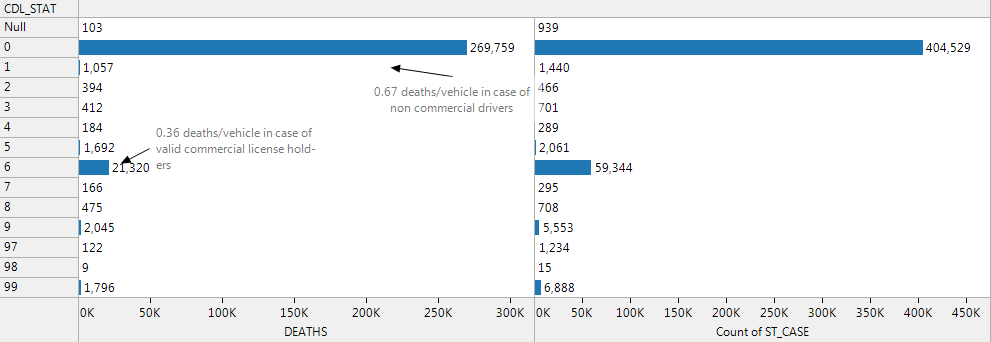 CDL_STAT
Null 103 939
0 269,759 404,529
1 1,057 1,440
2 394 466
3 412 701
4 184 289
5 1,692 2,061
6 21,320 59,344
7 166 295
8 475 708
9 2,045 5,553
97 122 1,234
98 9 15
99 1,796 6,888
0.67 deaths/vehicle in case of
non commercial drivers
0.36 deaths/vehicle in case of
valid commercial license hold-
ers
0K 50K 100K 150K 200K 250K 300K
0K 50K 100K 150K 200K 250K 300K 350K 400K 450K
DEATHS
Count of ST_CASE